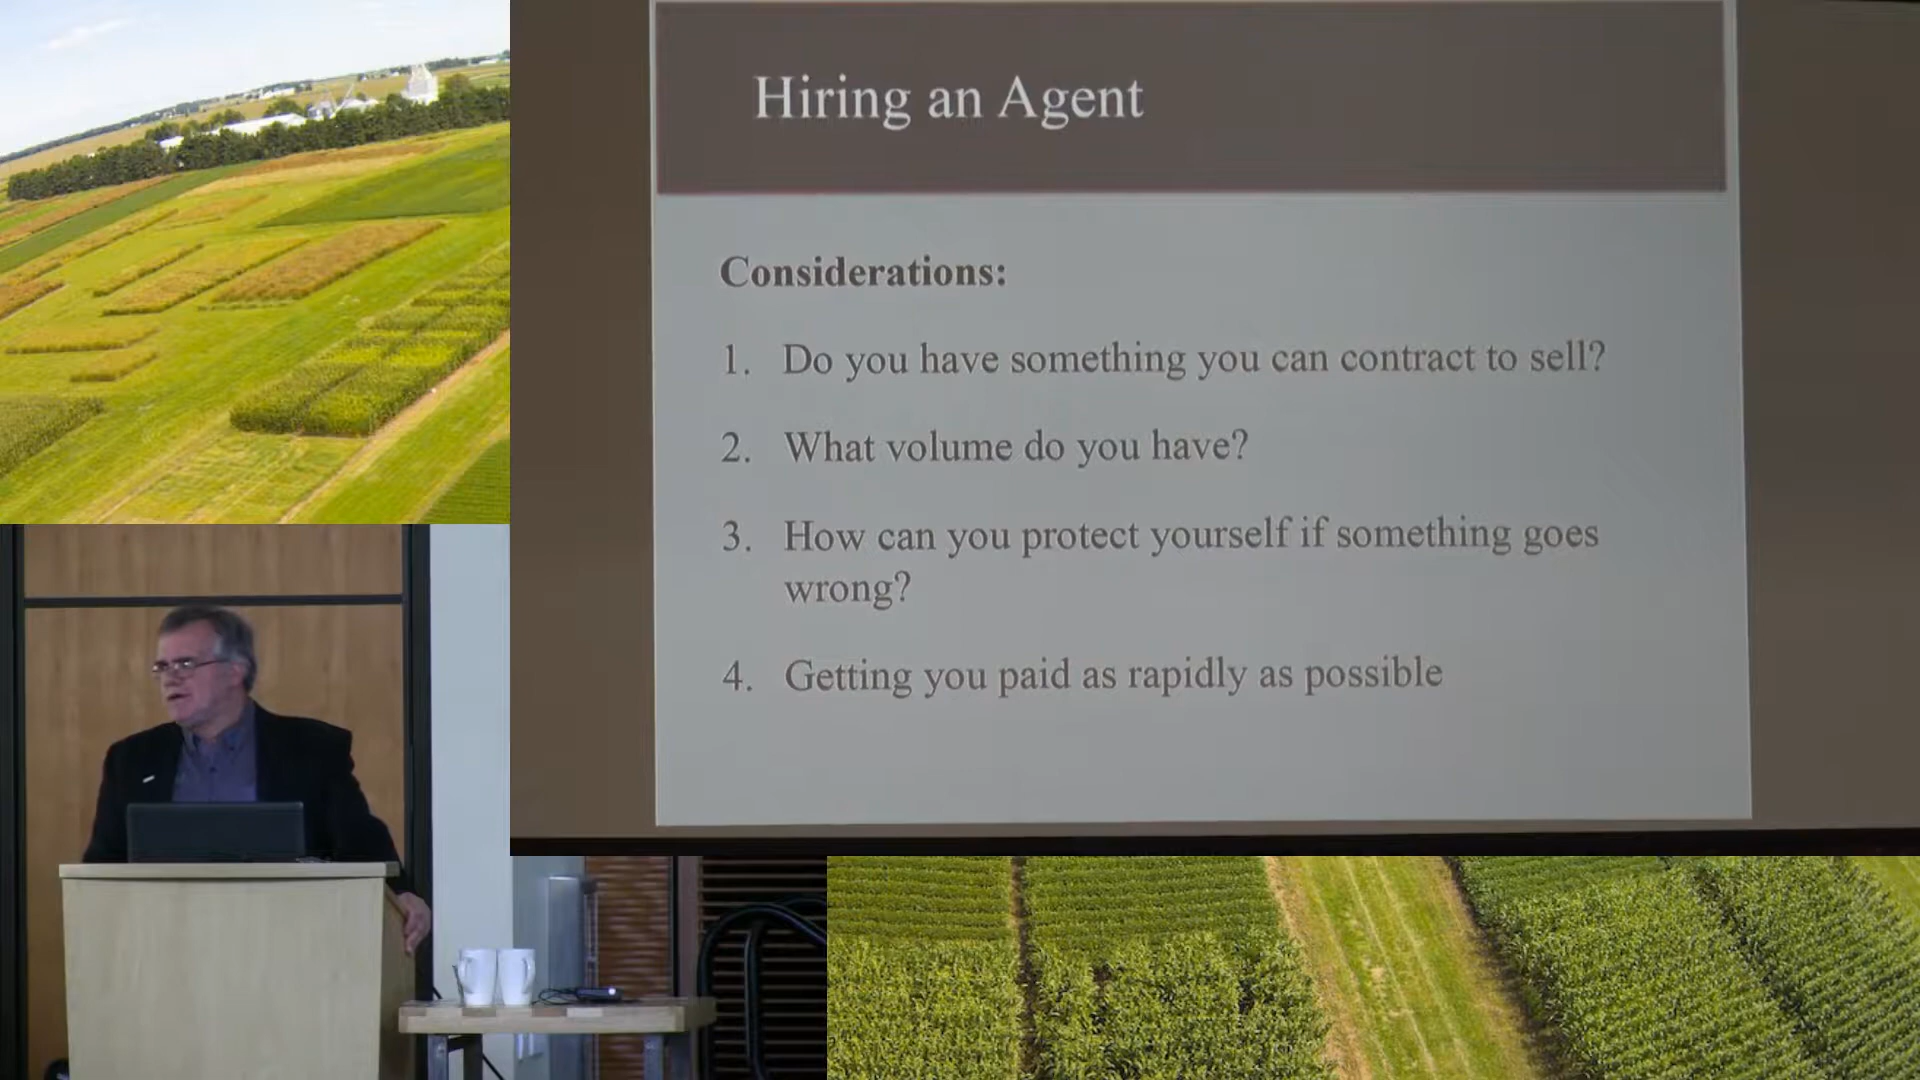 Hiring an Agent
Considerations:
1. Do you have something you can contract to sell?
2. What volume do you have?
3. How can you protect yourself if something goes
wrong?
4. Getting you paid as rapidly as possible